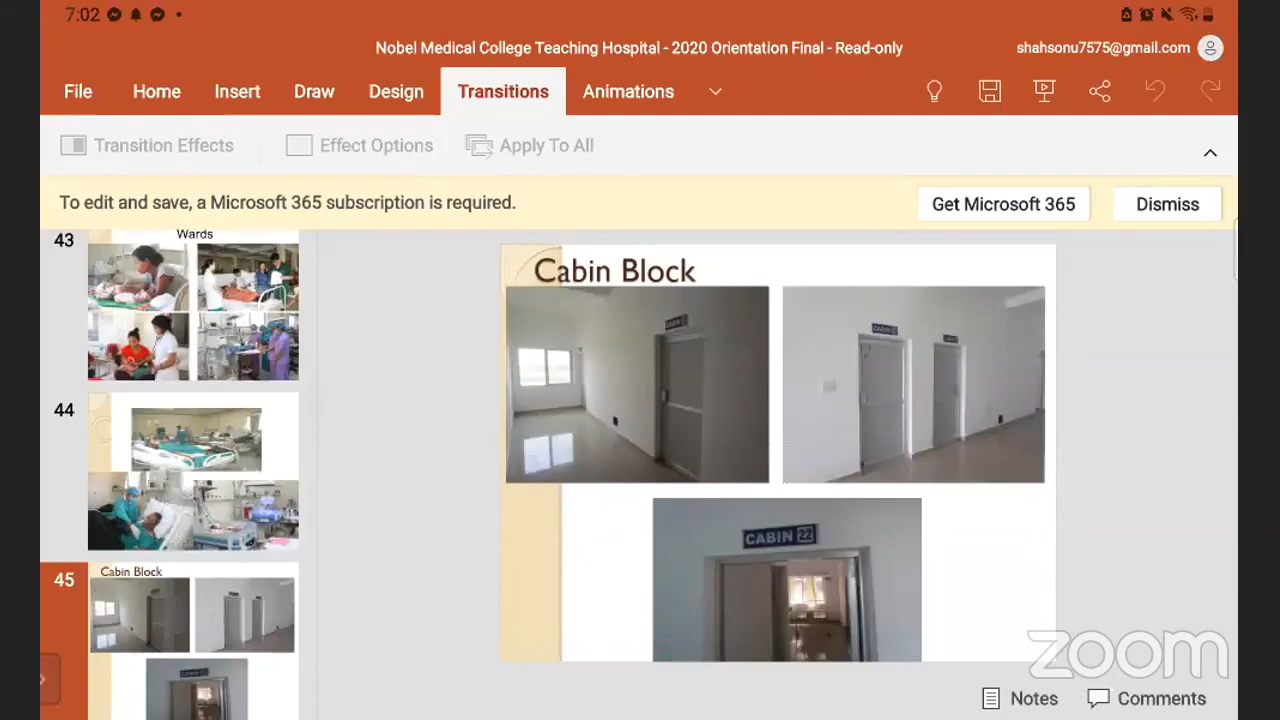 7:02
Nobel Medical College Teaching Hospital - 2020 Orientation Final - Read-only
shahsonu7575@gmail.com
File Home Insert Draw Design Transitions Animations
Transition Effects Effect Options Apply To All
To edit and save, a Microsoft 365 subscription is required.
Get Microsoft 365 Dismiss
43
Wards
44
45
Cabin Block
Cabin Block
CABIN
CABIN
CABIN 22
zoom
Notes Comments